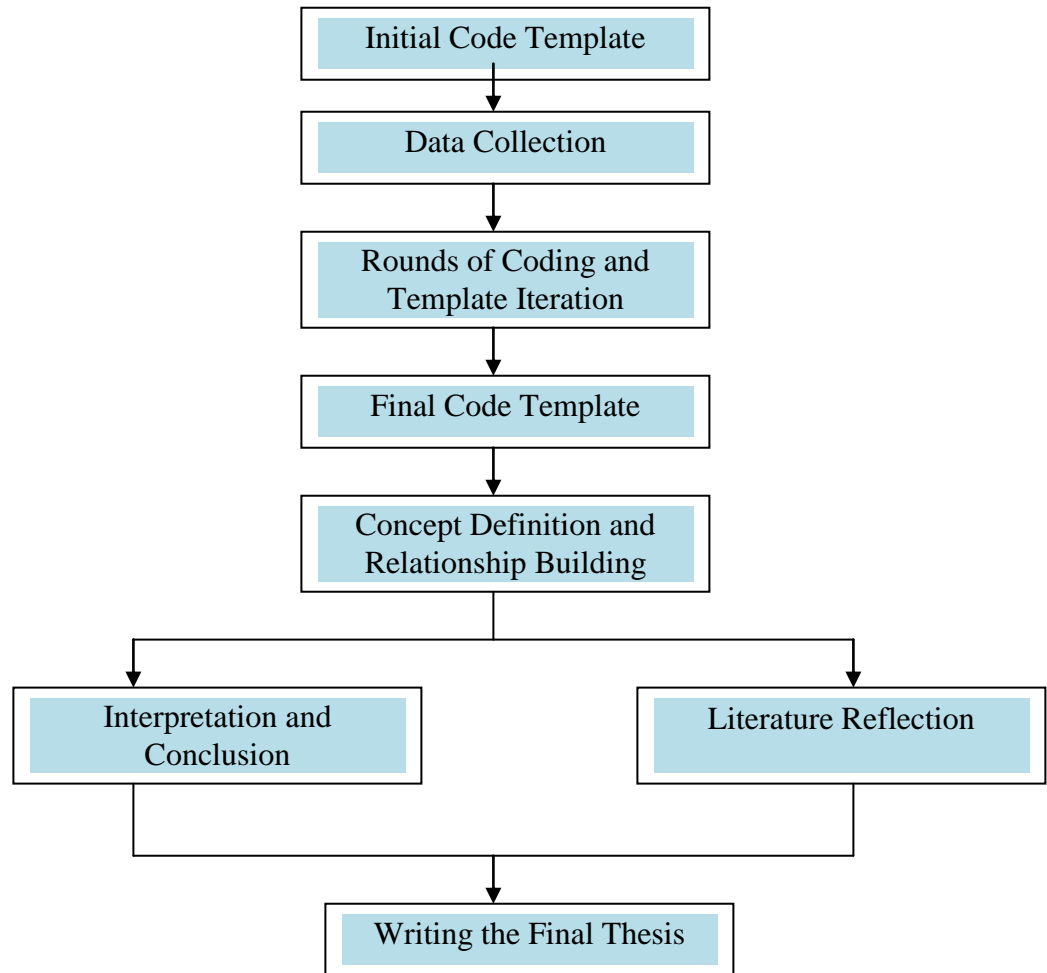 Initial Code Template
Data Collection
Rounds of Coding and
Template Iteration
Final Code Template
Concept Definition and
Relationship Building
Interpretation and
Conclusion
Literature Reflection
Writing the Final Thesis